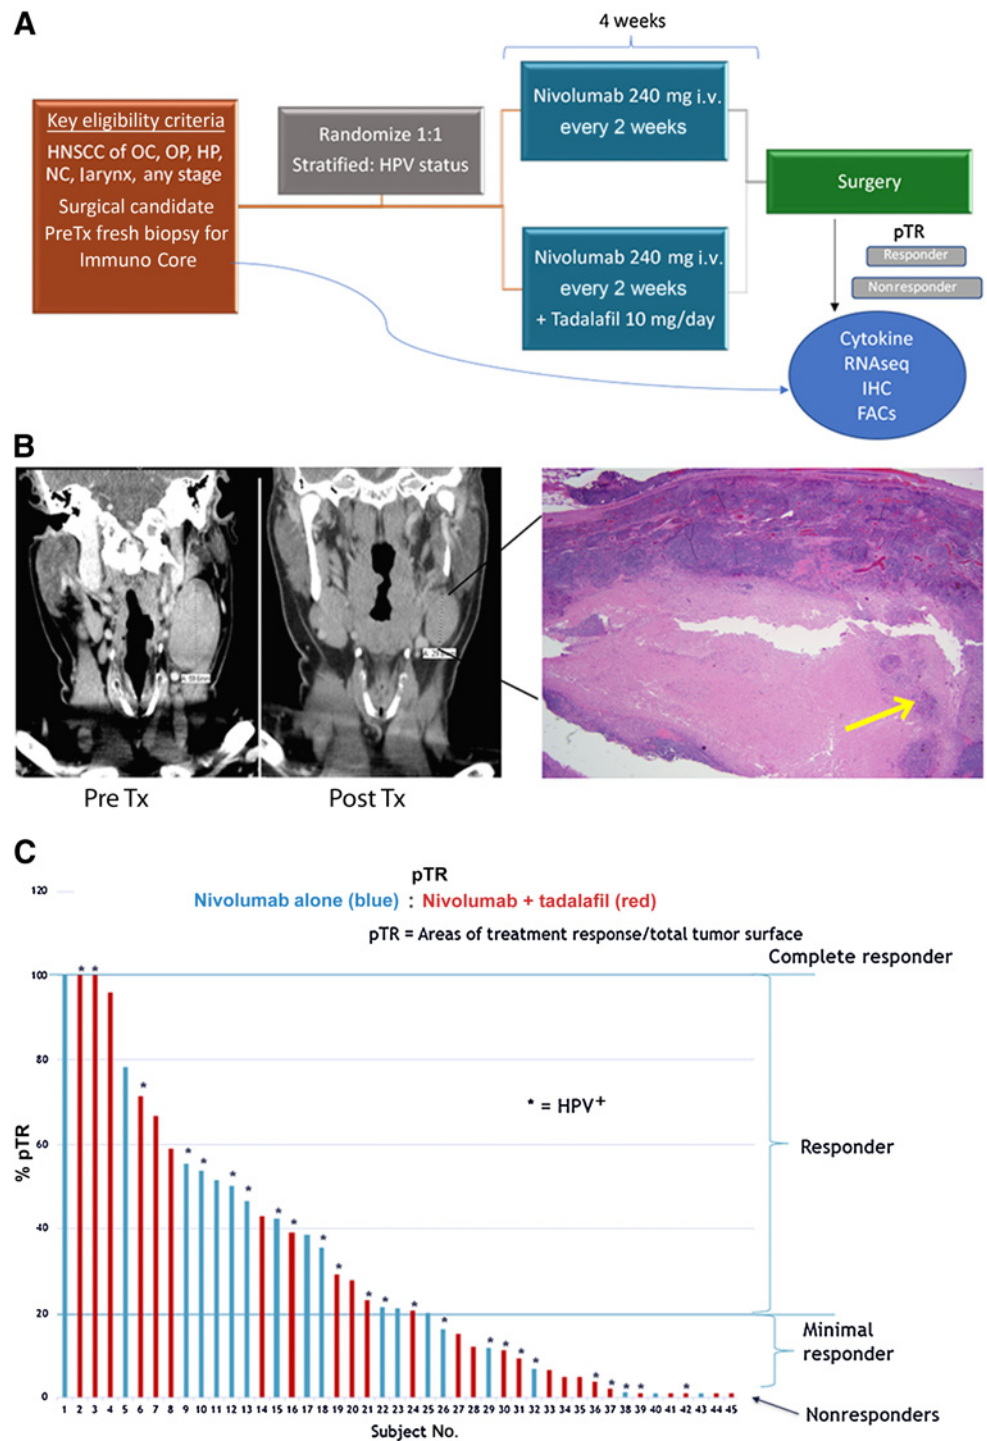 A
4 weeks
Key eligibility criteria
HNSCC of OC, OP, HP,
NC, larynx, any stage
Surgical candidate
PreTx fresh biopsy for
Immuno Core
Randomize 1:1
Stratified: HPV status
Nivolumab 240 mg i.v.
every 2 weeks
Nivolumab 240 mg i.v.
every 2 weeks
+ Tadalafil 10 mg/day
Surgery
pTR
Responder
Nonresponder
Cytokine
RNAseq
IHC
FACs
B
Pre Tx
Post Tx
C
pTR
Nivolumab alone (blue) : Nivolumab + tadalafil (red)
pTR = Areas of treatment response/total tumor surface
Complete responder
* = HPV+
Responder
Minimal
responder
Nonresponders
% pTR
120
100
80
60
40
20
0
1 2 3 4 5 6 7 8 9 10 11 12 13 14 15 16 17 18 19 20 21 22 23 24 25 26 27 28 29 30 31 32 33 34 35 36 37 38 39 40 41 42 43 44 45
Subject No.